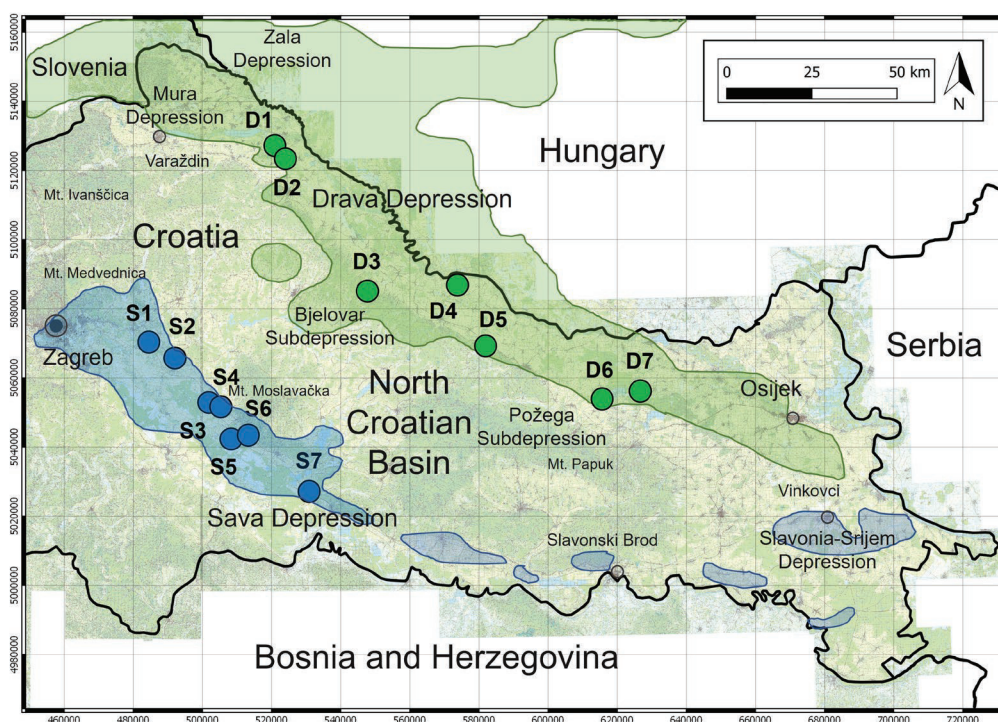 5160000
5140000
5120000
5100000
5080000
5060000
5040000
5020000
5000000
4980000
Slovenia
Zala
Depression
0 25 50 km
N
Mura
Depression
D1
Varaždin
D2
Hungary
Mt. Ivanščica
Drava Depression
Croatia
Mt. Medvednica
D3
D4
Bjelovar
Subdepression
D5
S1
S2
Zagreb
Serbia
S4
Mt. Moslavačka
S6
S3
S5
North
Croatian
Basin
D6
D7
Osijek
Požega
Subdepression
Mt. Papuk
S7
Sava Depression
Vinkovci
Slavonski Brod
Slavonia-Srijem
Depression
Bosnia and Herzegovina
460000 480000 500000 520000 540000 560000 580000 600000 620000 640000 660000 680000 700000 720000